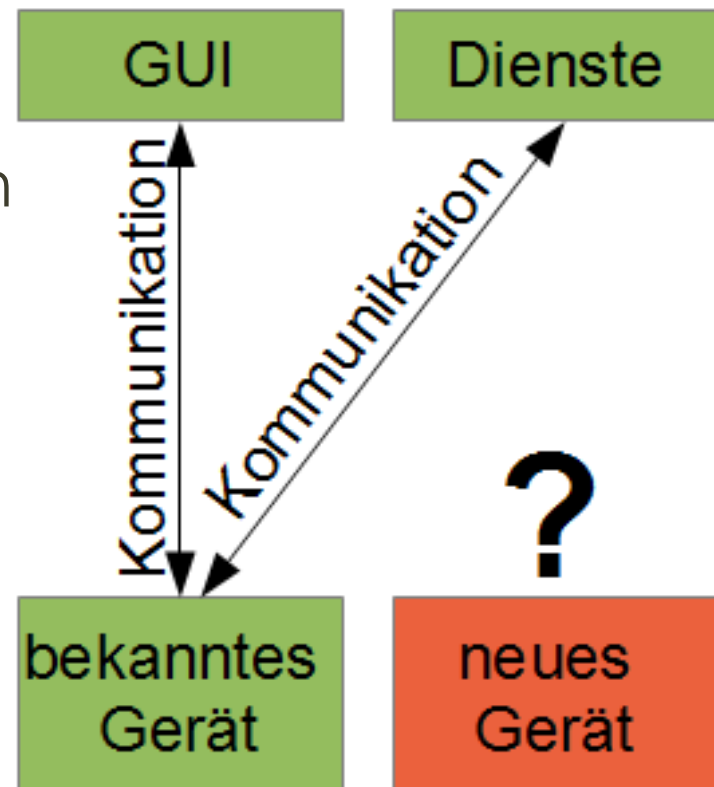 GUI
Dienste
n
Kommunikation
Kommunikation
?
bekanntes
Gerät
neues
Gerät